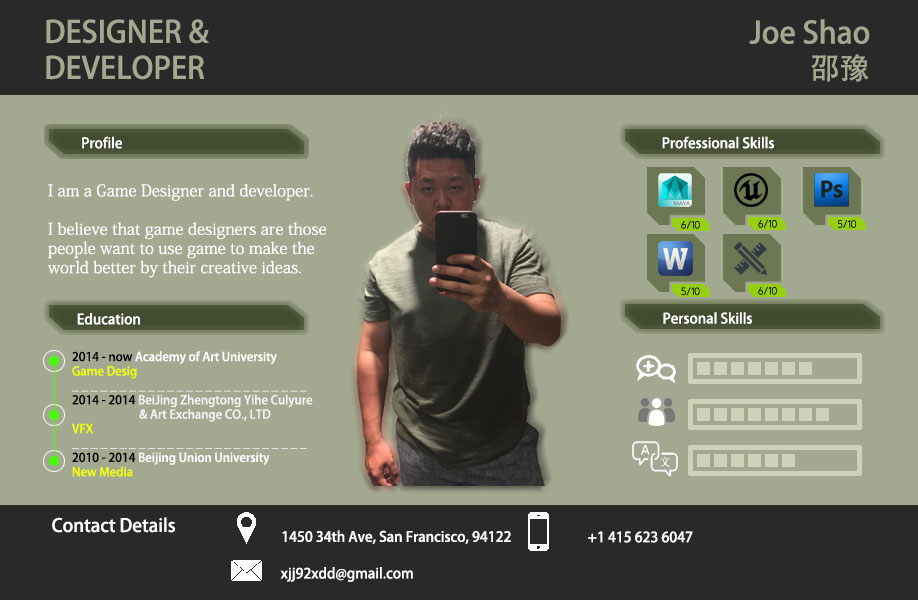 DESIGNER &
DEVELOPER
Joe Shao
邵豫
Profile
I am a Game Designer and developer.
I believe that game designers are those
people want to use game to make the
world better by their creative ideas.
Education
2014 - now Academy of Art University
Game Desig
2014 - 2014 BeiJing Zhengtong Yihe Culyure
& Art Exchange CO., LTD
VFX
2010 - 2014 Beijing Union University
New Media
Professional Skills
MAYA
Ps
6/10
6/10
5/10
W
5/10
6/10
Personal Skills
A
文
Contact Details
1450 34th Ave, San Francisco, 94122
+1 415 623 6047
xjj92xdd@gmail.com